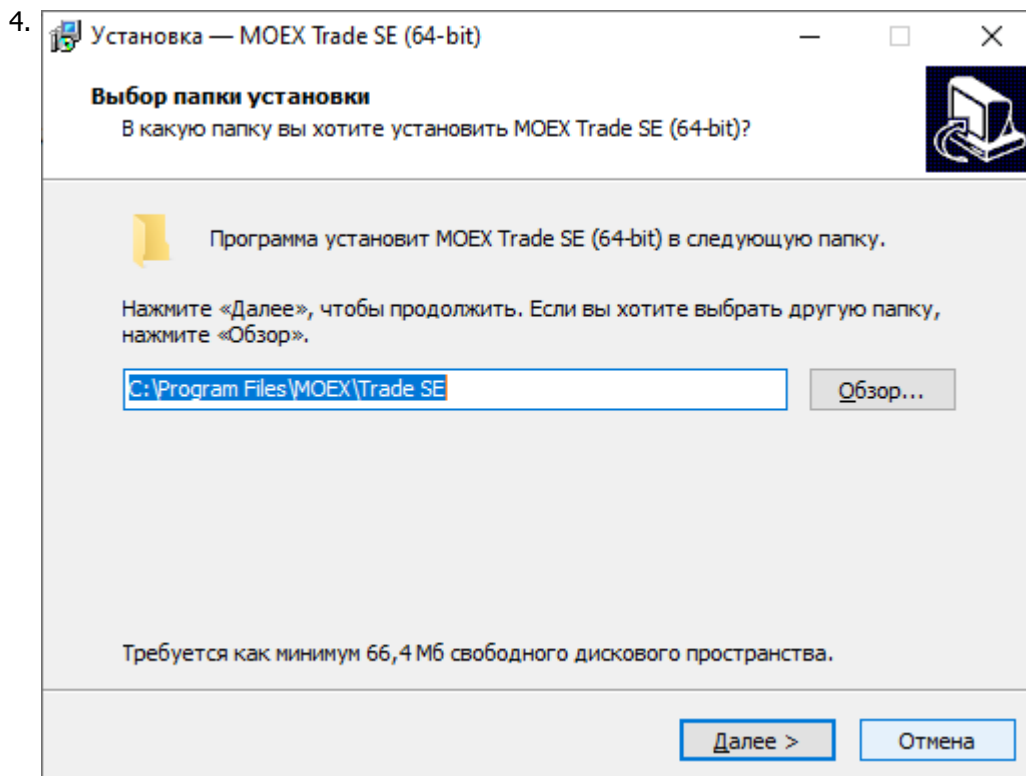 4.
Установка — MOEX Trade SE (64-bit)
Выбор папки установки
В какую папку вы хотите установить MOEX Trade SE (64-bit)?
Программа установит MOEX Trade SE (64-bit) в следующую папку.
Нажмите «Далее», чтобы продолжить. Если вы хотите выбрать другую папку,
нажмите «Обзор».
C:\Program Files\MOEX\Trade SE
Обзор...
Требуется как минимум 66,4 Мб свободного дискового пространства.
Далее >
Отмена